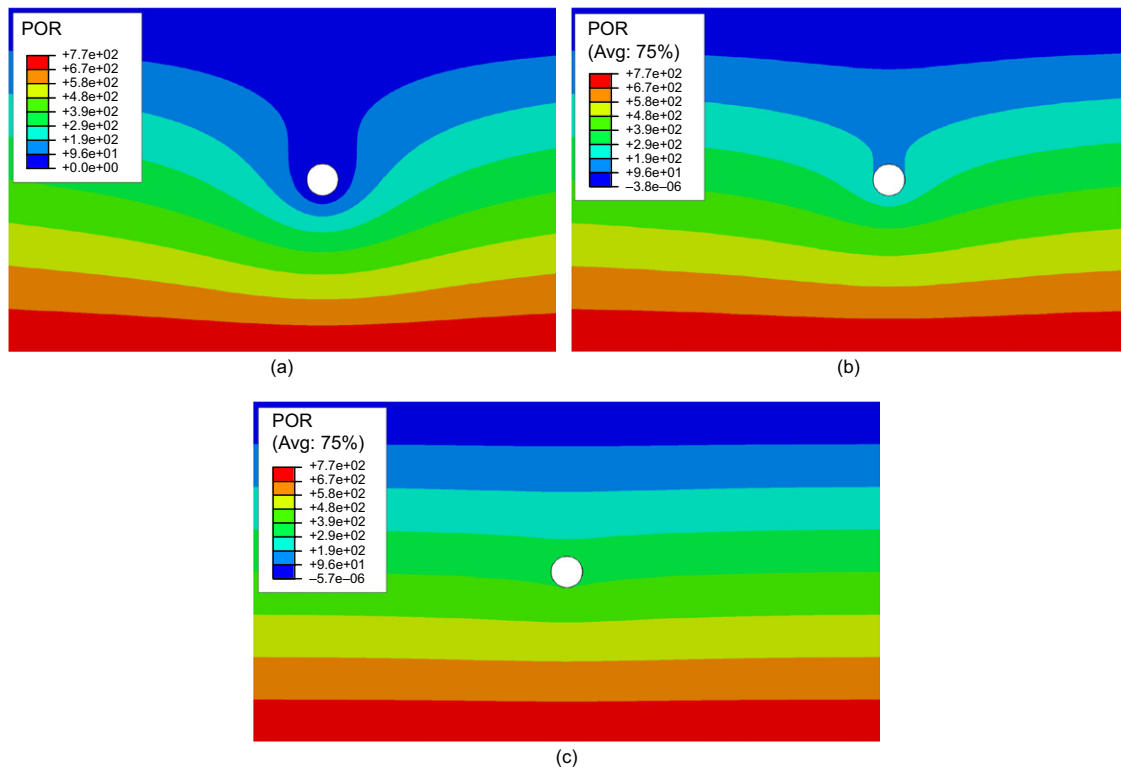 POR
+7.7e+02
+6.7e+02
+5.8e+02
+4.8e+02
+3.9e+02
+2.9e+02
+1.9e+02
+9.6e+01
+0.0e+00
(a)
POR
(Avg: 75%)
+7.7e+02
+6.7e+02
+5.8e+02
+4.8e+02
+3.9e+02
+2.9e+02
+1.9e+02
+9.6e+01
−3.8e−06
(b)
POR
(Avg: 75%)
+7.7e+02
+6.7e+02
+5.8e+02
+4.8e+02
+3.9e+02
+2.9e+02
+1.9e+02
+9.6e+01
−5.7e−06
(c)